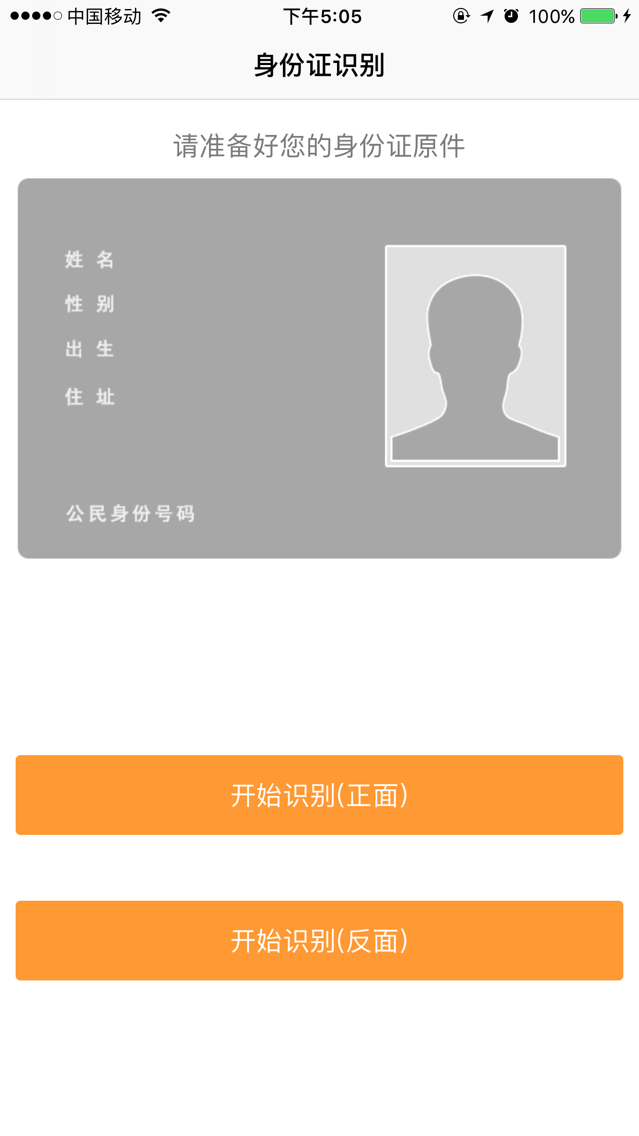 中国移动 下午5:05 100%
身份证识别
请准备好您的身份证原件
姓 名
性 别
出 生
住 址
公民身份号码
开始识别(正面)
开始识别(反面)